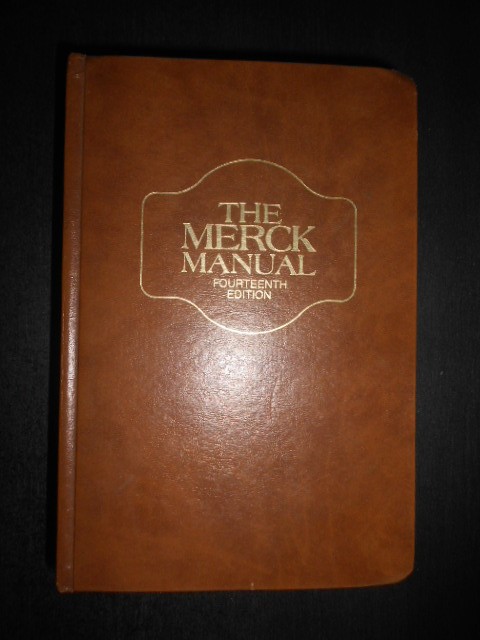 THE
MERCK
MANUAL
FOURTEENTH
EDITION